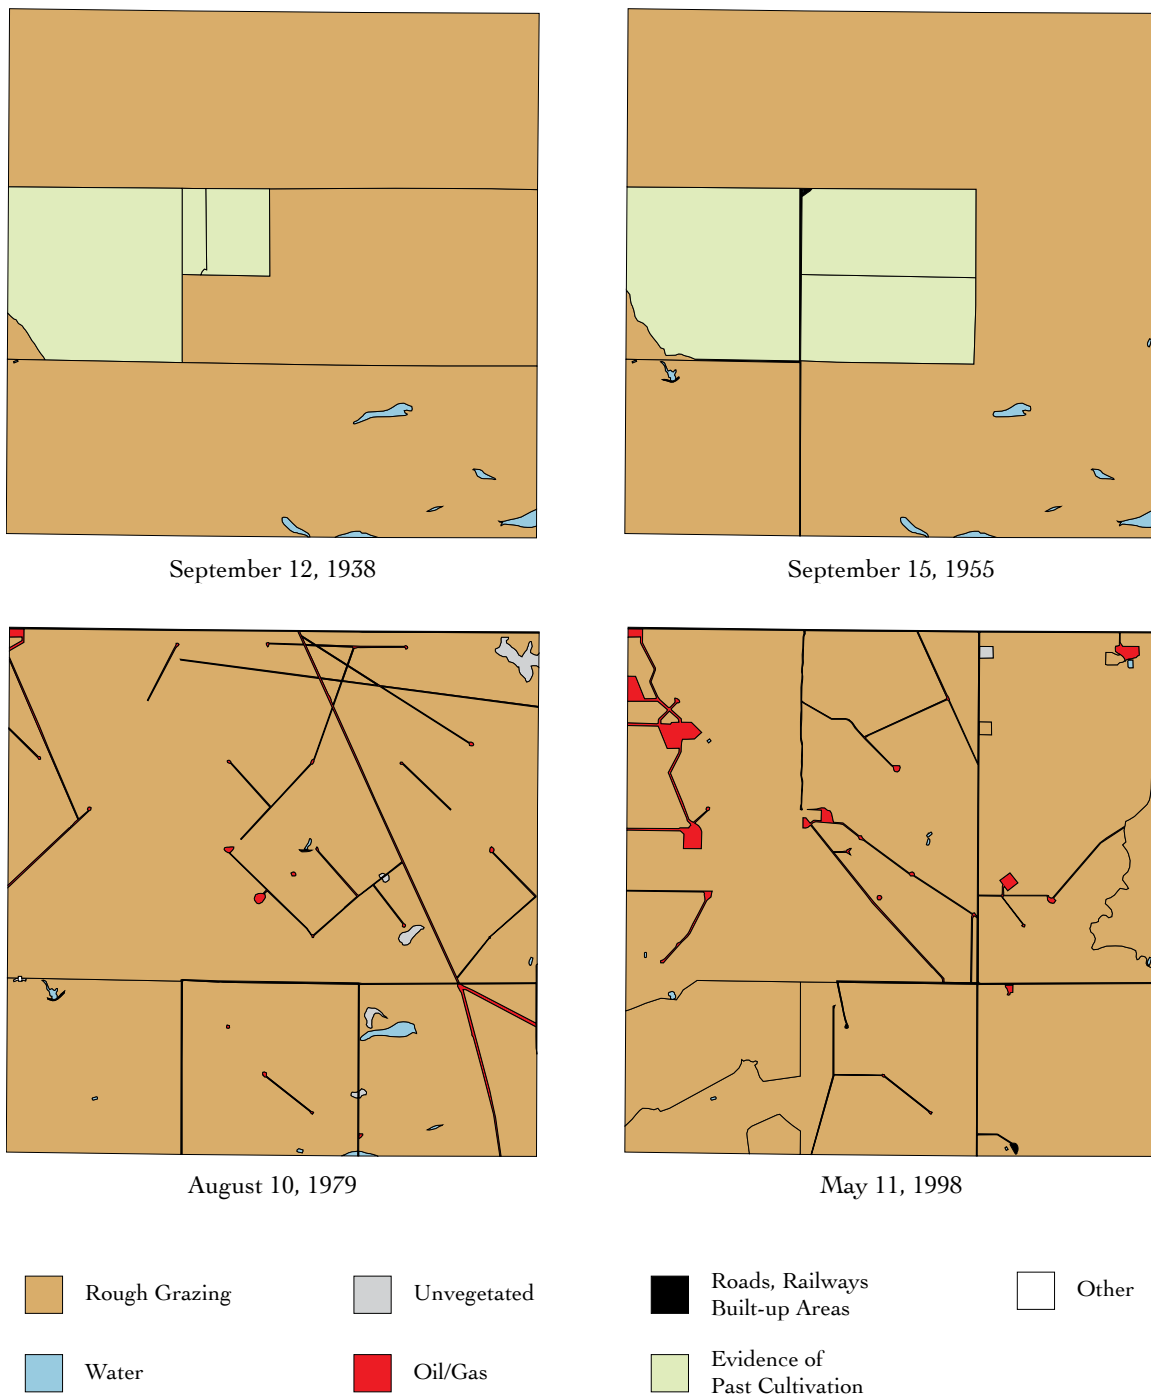 September 12, 1938
September 15, 1955
August 10, 1979
May 11, 1998
Rough Grazing
Unvegetated
Roads, Railways
Built-up Areas
Other
Water
Oil/Gas
Evidence of
Past Cultivation